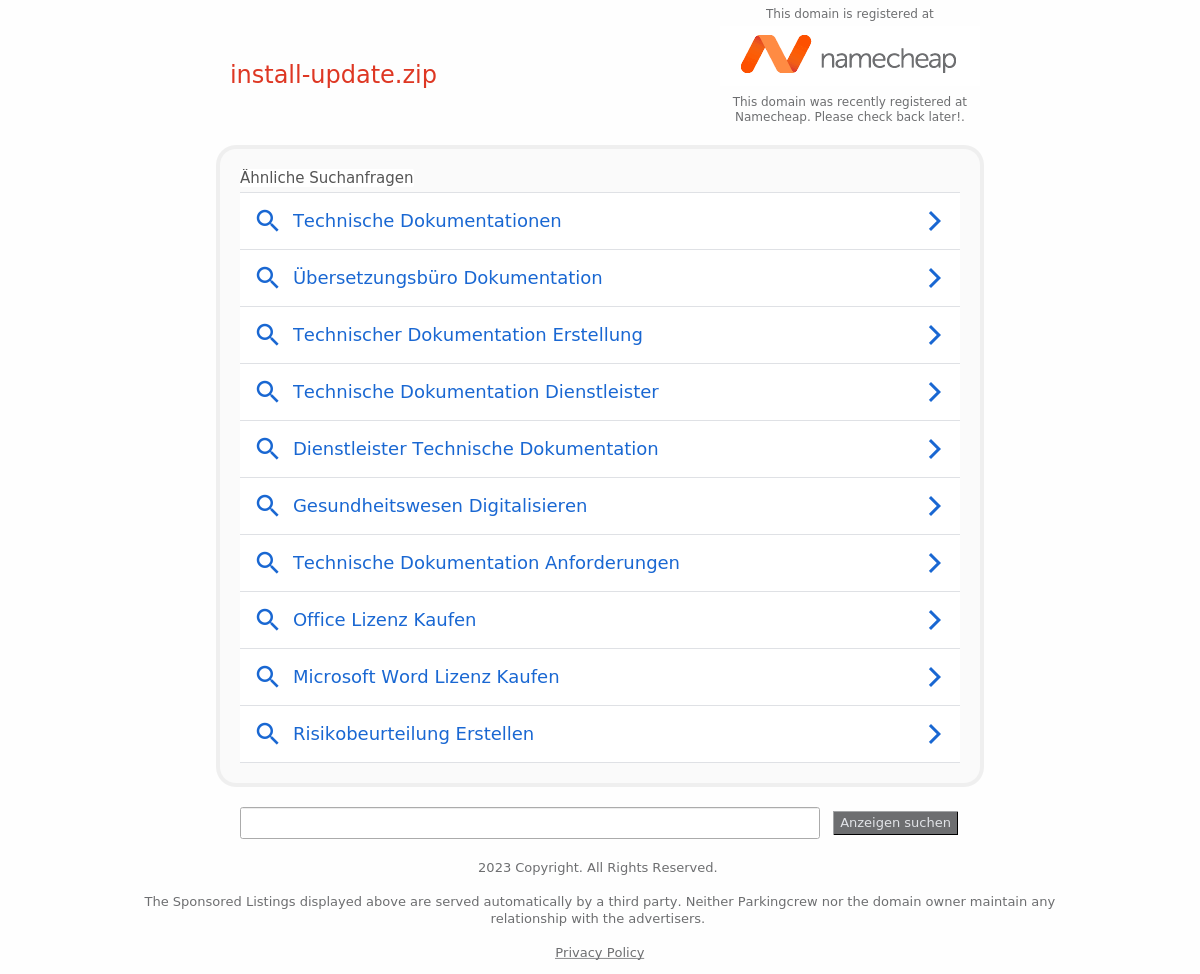 This domain is registered at
install-update.zip
namecheap
This domain was recently registered at
Namecheap. Please check back later!.
Ähnliche Suchanfragen
Technische Dokumentationen
Übersetzungsbüro Dokumentation
Technischer Dokumentation Erstellung
Technische Dokumentation Dienstleister
Dienstleister Technische Dokumentation
Gesundheitswesen Digitalisieren
Technische Dokumentation Anforderungen
Office Lizenz Kaufen
Microsoft Word Lizenz Kaufen
Risikobeurteilung Erstellen
Anzeigen suchen
2023 Copyright. All Rights Reserved.
The Sponsored Listings displayed above are served automatically by a third party. Neither Parkingcrew nor the domain owner maintain any
relationship with the advertisers.
Privacy Policy